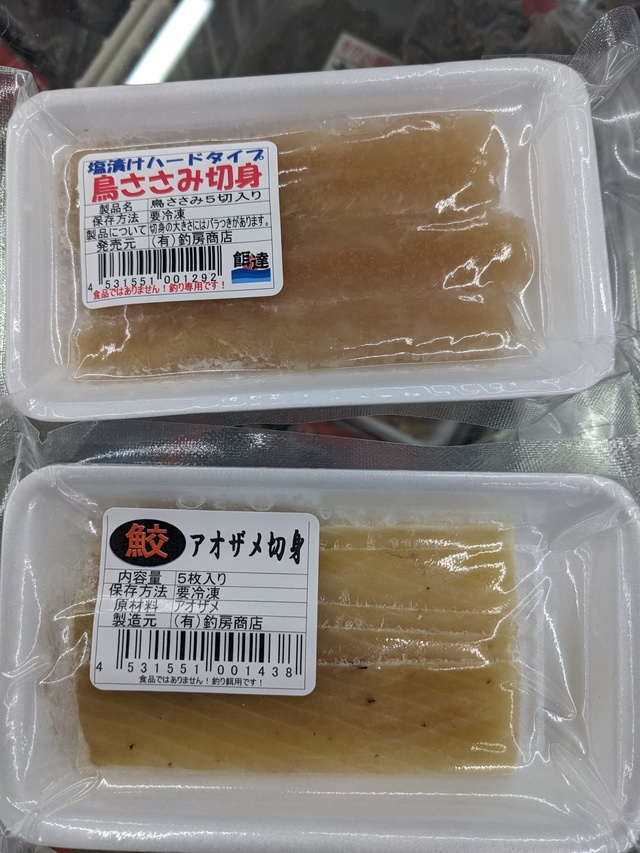 塩漬けハードタイプ
鳥ささみ切身
製品名 鳥ささみ5切入り
保存方法 要冷凍
製品について 切身の大きさにはバラつきがあります。
発売元 (有)釣房商店
4 531551 001292
餌達
食品ではありません!釣り専用です!
鮫 アオザメ切身
内容量 5枚入り
保存方法 要冷凍
原材料 アオザメ
製造元 (有)釣房商店
4 531551 001438
食品ではありません!釣り餌用です!